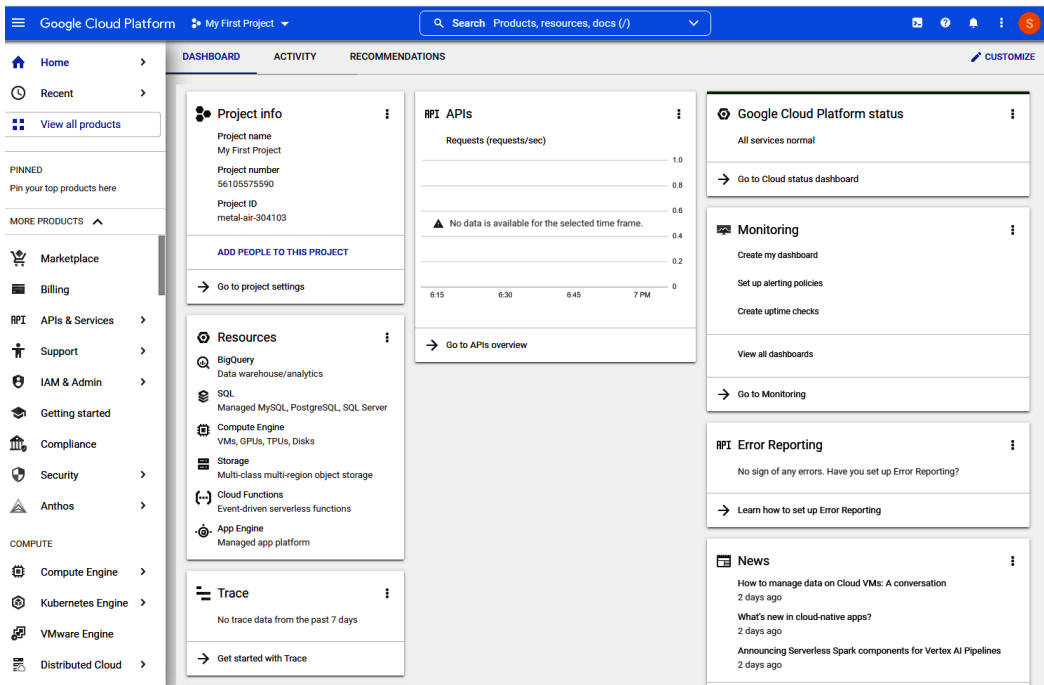 Google Cloud Platform
My First Project
Search Products, resources, docs (/)
S
Home
Recent
View all products
PINNED
Pin your top products here
MORE PRODUCTS
Marketplace
Billing
API APIs & Services
Support
IAM & Admin
Getting started
Compliance
Security
Anthos
COMPUTE
Compute Engine
Kubernetes Engine
VMware Engine
Distributed Cloud
DASHBOARD
ACTIVITY
RECOMMENDATIONS
CUSTOMIZE
Project info
Project name
My First Project
Project number
56105575590
Project ID
metal-air-304103
ADD PEOPLE TO THIS PROJECT
Go to project settings
Resources
BigQuery
Data warehouse/analytics
SQL
Managed MySQL, PostgreSQL, SQL Server
Compute Engine
VMs, GPUs, TPUs, Disks
Storage
Multi-class multi-region object storage
Cloud Functions
Event-driven serverless functions
App Engine
Managed app platform
Trace
No trace data from the past 7 days
Get started with Trace
API APIs
Requests (requests/sec)
1.0
0.8
0.6
No data is available for the selected time frame.
0.4
0.2
0
6:15 6:30 6:45 7 PM
Go to APIs overview
Google Cloud Platform status
All services normal
Go to Cloud status dashboard
Monitoring
Create my dashboard
Set up alerting policies
Create uptime checks
View all dashboards
Go to Monitoring
API Error Reporting
No sign of any errors. Have you set up Error Reporting?
Learn how to set up Error Reporting
News
How to manage data on Cloud VMs: A conversation
2 days ago
What's new in cloud-native apps?
2 days ago
Announcing Serverless Spark components for Vertex AI Pipelines
2 days ago